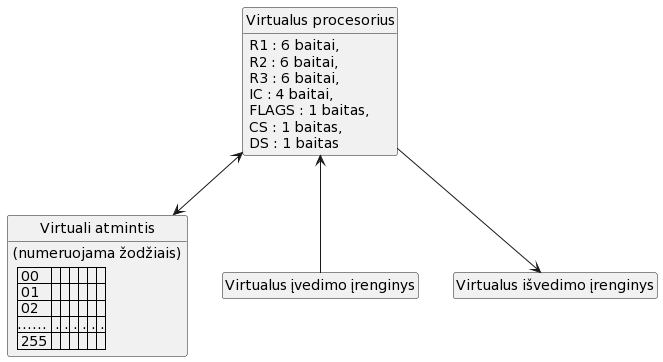 Virtualus procesorius
R1 : 6 baitai,
R2 : 6 baitai,
R3 : 6 baitai,
IC : 4 baitai,
FLAGS : 1 baitas,
CS : 1 baitas,
DS : 1 baitas
Virtuali atmintis
(numeruojama žodžiais)
00
01
02
...... . . . . . .
255
Virtualus įvedimo įrenginys
Virtualus išvedimo įrenginys